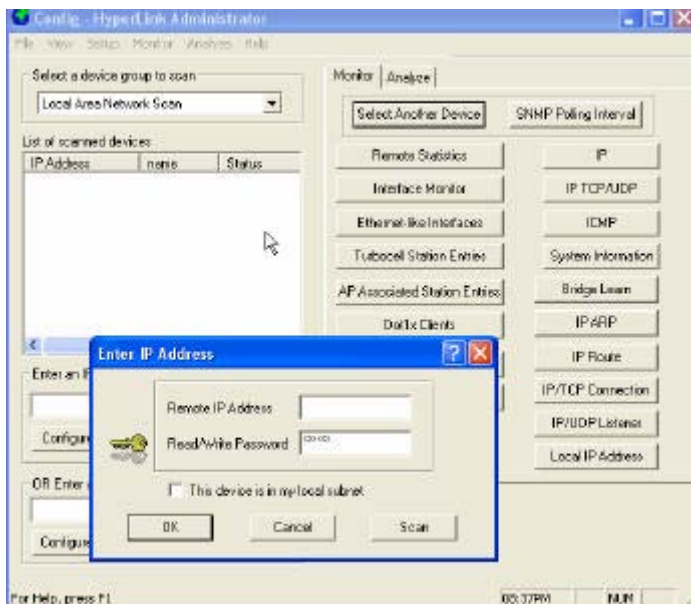 Config - HyperLink Administrator
File View Setup Monitor Analyze Help
Select a device group to scan
Local Area Network Scan
List of scanned devices
IP Address name Status
Monitor Analyze
Select Another Device SNMP Polling Interval
Remote Statistics IP
Interface Monitor IP TCP/UDP
Ethernet-like Interfaces ICMP
Turbocell Station Entries System Information
AP Associated Station Entries Bridge Learn
Dot1x Clients IP ARP
IP Route
IP/TCP Connection
IP/UDP Listener
Local IP Address
Enter an
Configure
OR Enter
Configure
Enter IP Address
Remote IP Address
Read/Write Password
This device is in my local subnet
OK Cancel Scan
For Help, press F1
05:37PM NUM